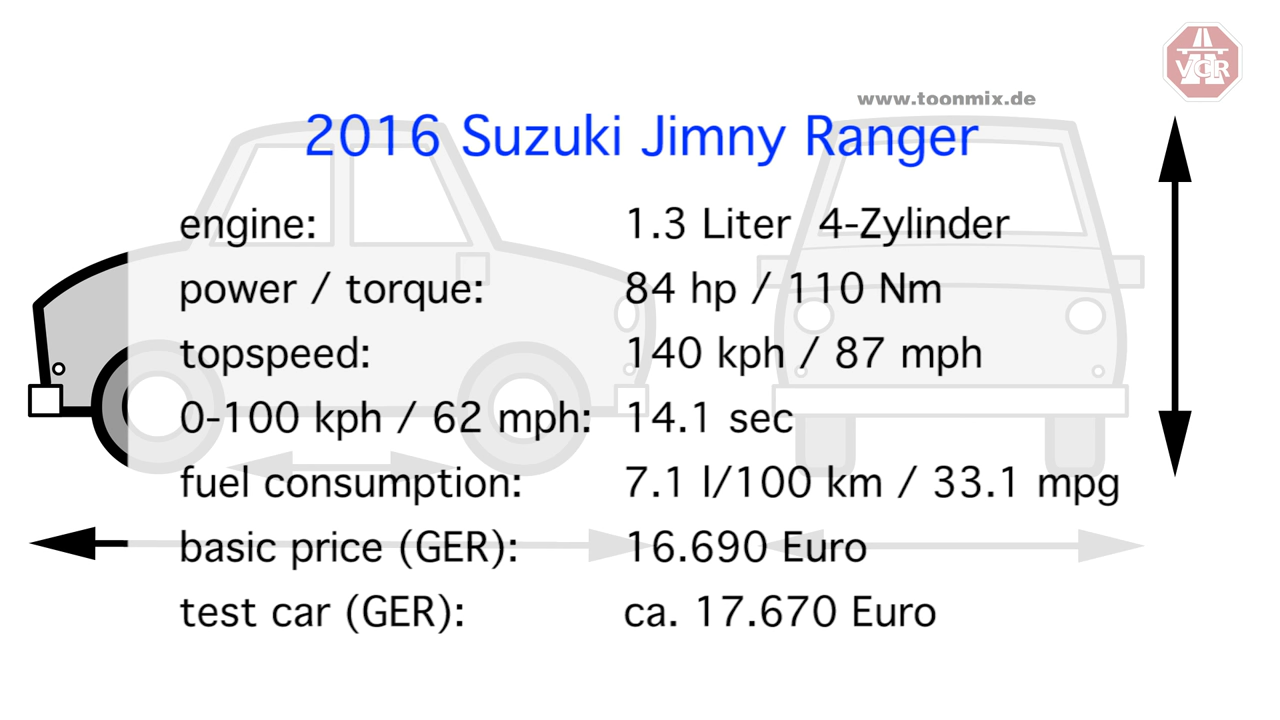 VCR
www.toonmix.de
2016 Suzuki Jimny Ranger
engine: 1.3 Liter 4-Zylinder
power / torque: 84 hp / 110 Nm
topspeed: 140 kph / 87 mph
0-100 kph / 62 mph: 14.1 sec
fuel consumption: 7.1 l/100 km / 33.1 mpg
basic price (GER): 16.690 Euro
test car (GER): ca. 17.670 Euro